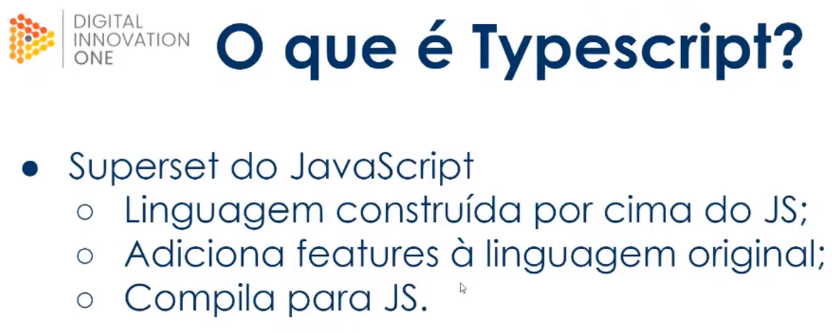 DIGITAL
INNOVATION
ONE
O que é Typescript?
● Superset do JavaScript
○ Linguagem construída por cima do JS;
○ Adiciona features à linguagem original;
○ Compila para JS.